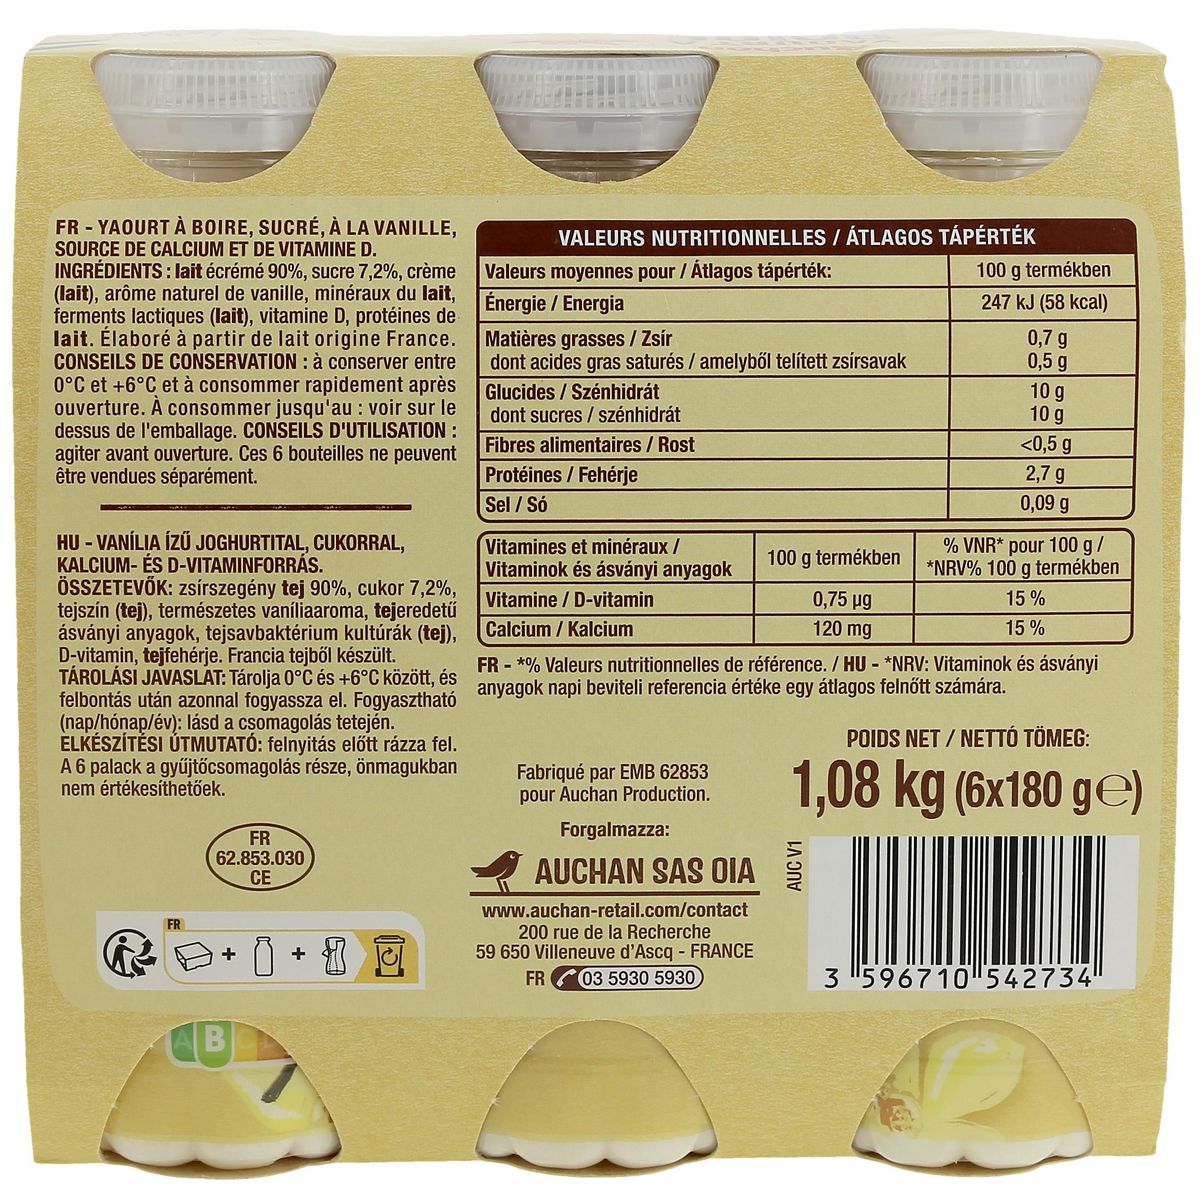 FR - YAOURT À BOIRE, SUCRÉ, À LA VANILLE,
SOURCE DE CALCIUM ET DE VITAMINE D.
INGRÉDIENTS : lait écrémé 90%, sucre 7,2%, crème
(lait), arôme naturel de vanille, minéraux du lait,
ferments lactiques (lait), vitamine D, protéines de
lait. Élaboré à partir de lait origine France.
CONSEILS DE CONSERVATION : à conserver entre
0°C et +6°C et à consommer rapidement après
ouverture. À consommer jusqu'au : voir sur le
dessus de l'emballage. CONSEILS D'UTILISATION :
agiter avant ouverture. Ces 6 bouteilles ne peuvent
être vendues séparément.
HU - VANÍLIA ÍZŰ JOGHURTITAL, CUKORRAL,
KALCIUM- ÉS D-VITAMINFORRÁS.
ÖSSZETEVŐK: zsírszegény tej 90%, cukor 7,2%,
tejszín (tej), természetes vaníliaaroma, tejeredetű
ásványi anyagok, tejsavbaktérium kultúrák (tej),
D-vitamin, tejfehérje. Francia tejből készült.
TÁROLÁSI JAVASLAT: Tárolja 0°C és +6°C között, és
felbontás után azonnal fogyassza el. Fogyasztható
(nap/hónap/év): lásd a csomagolás tetején.
ELKÉSZÍTÉSI ÚTMUTATÓ: felnyitás előtt rázza fel.
A 6 palack a gyűjtőcsomagolás része, önmagukban
nem értékesíthetőek.
FR
62.853.030
CE
FR
+ +
A B C
VALEURS NUTRITIONNELLES / ÁTLAGOS TÁPÉRTÉK
Valeurs moyennes pour / Átlagos tápérték: 100 g termékben
Énergie / Energia 247 kJ (58 kcal)
Matières grasses / Zsír 0,7 g
dont acides gras saturés / amelyből telített zsírsavak 0,5 g
Glucides / Szénhidrát 10 g
dont sucres / szénhidrát 10 g
Fibres alimentaires / Rost <0,5 g
Protéines / Fehérje 2,7 g
Sel / Só 0,09 g
Vitamines et minéraux /
Vitaminok és ásványi anyagok 100 g termékben
% VNR* pour 100 g /
*NRV% 100 g termékben
Vitamine / D-vitamin 0,75 µg 15 %
Calcium / Kalcium 120 mg 15 %
FR - *% Valeurs nutritionnelles de référence. / HU - *NRV: Vitaminok és ásványi
anyagok napi beviteli referencia értéke egy átlagos felnőtt számára.
Fabriqué par EMB 62853
pour Auchan Production.
Forgalmazza:
AUCHAN SAS OIA
www.auchan-retail.com/contact
200 rue de la Recherche
59 650 Villeneuve d'Ascq - FRANCE
FR 03 5930 5930
POIDS NET / NETTÓ TÖMEG:
1,08 kg (6x180 g ℮)
AUC V1
3 596710 542734